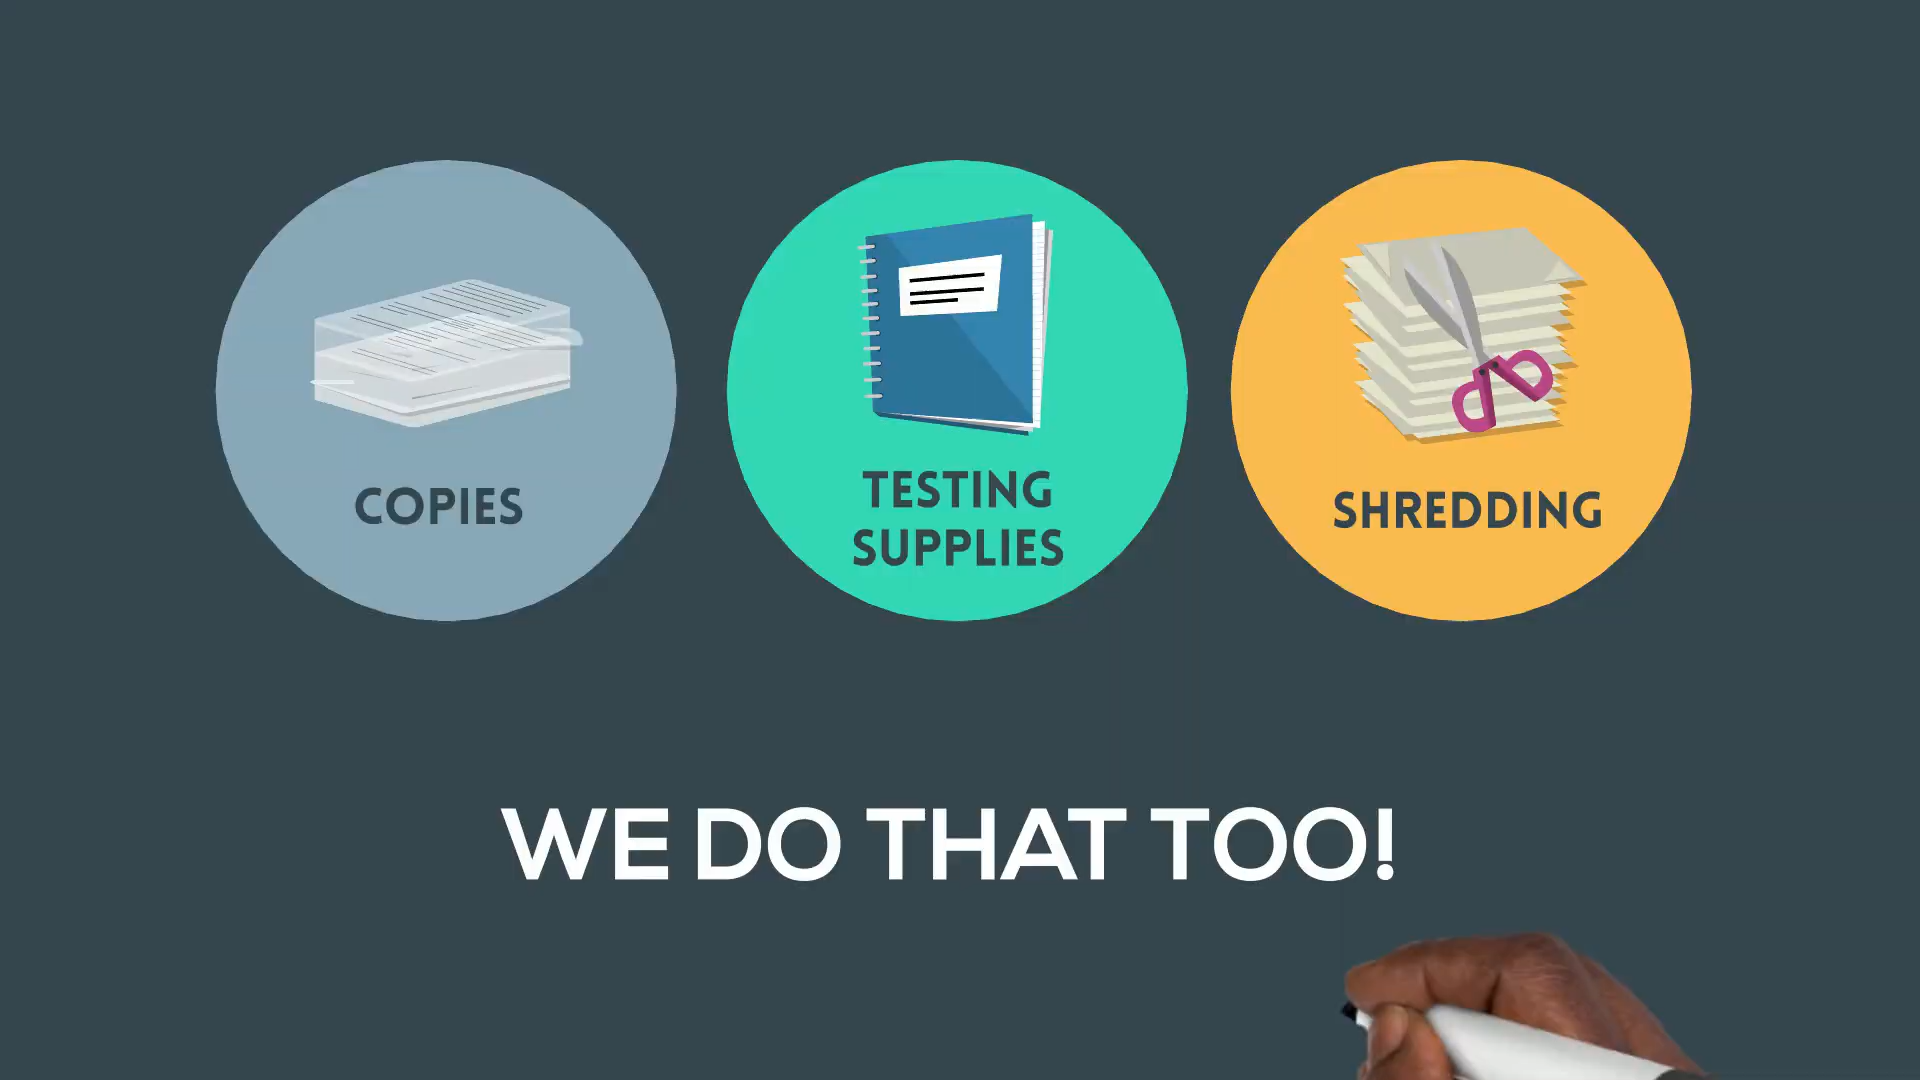 COPIES
TESTING
SUPPLIES
SHREDDING
WE DO THAT TOO!